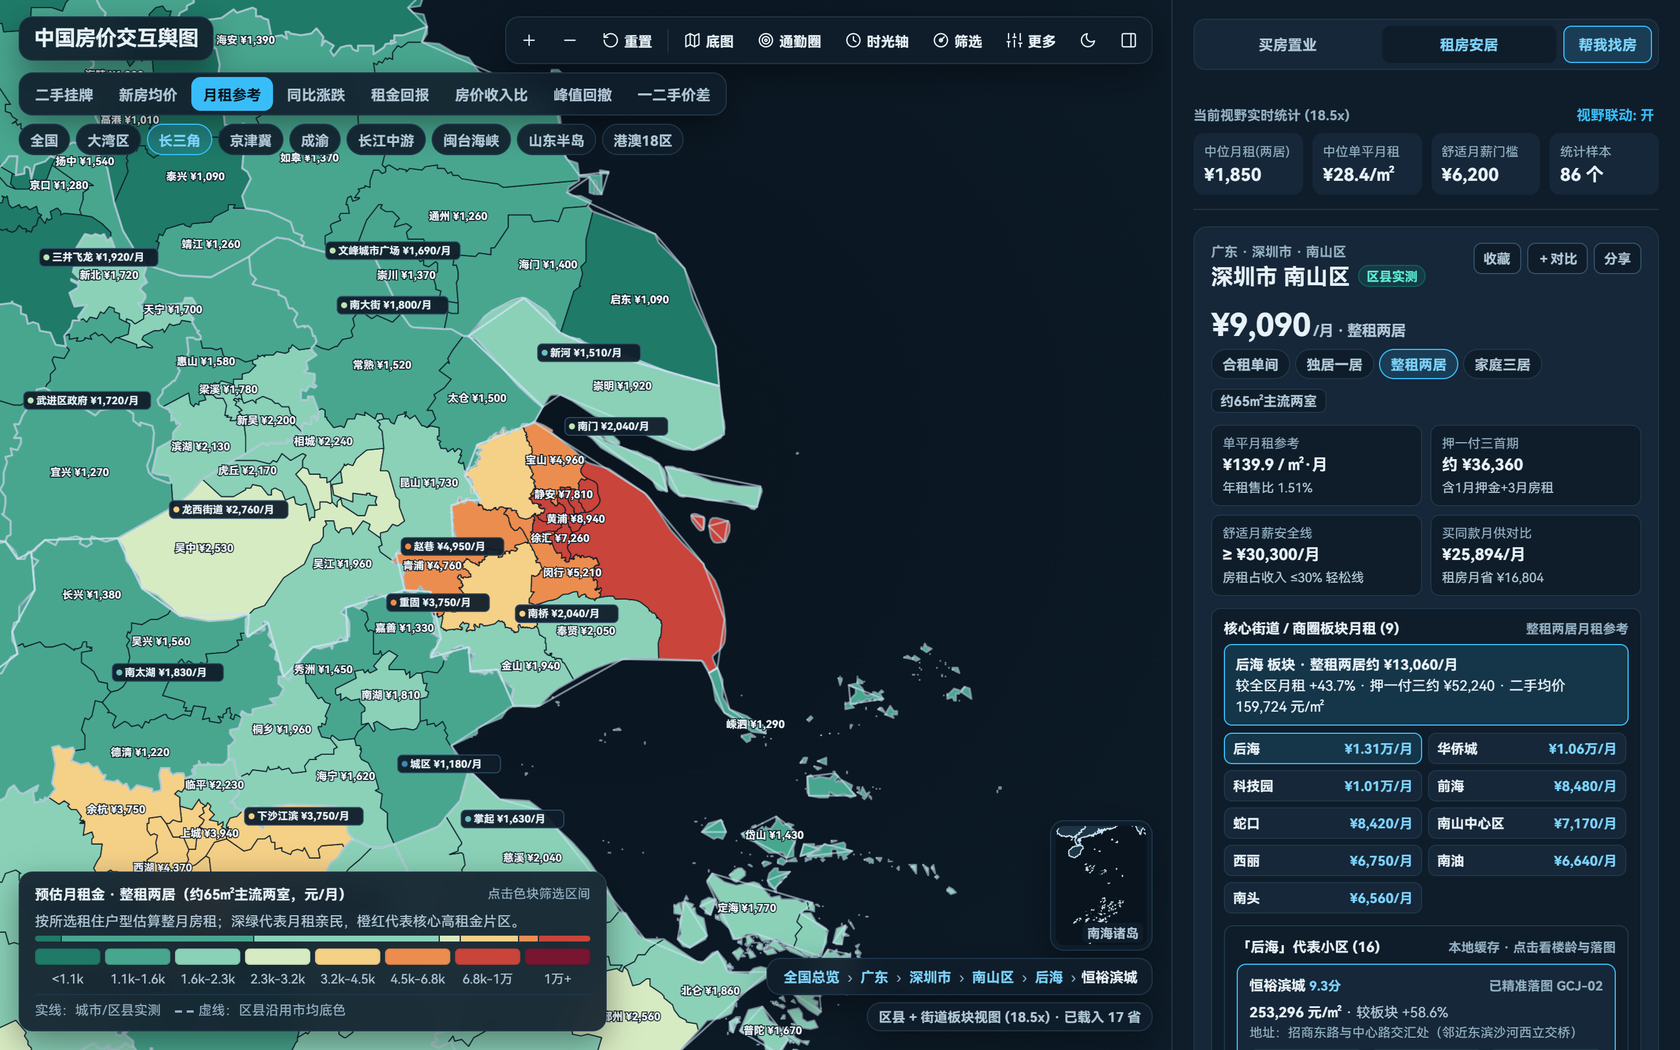 中国房价交互舆图
海安 ¥1,390
重置
底图
通勤圈
时光轴
筛选
更多
二手挂牌
新房均价
月租参考
同比涨跌
租金回报
房价收入比
峰值回撤
一二手价差
高港 ¥1,010
全国
大湾区
长三角
京津冀
成渝
长江中游
闽台海峡
山东半岛
港澳18区
扬中 ¥1,540
如皋 ¥1,370
京口 ¥1,280
泰兴 ¥1,090
通州 ¥1,260
靖江 ¥1,260
文峰城市广场 ¥1,690/月
三井飞龙 ¥1,920/月
新北 ¥1,720
崇川 ¥1,370
海门 ¥1,400
启东 ¥1,090
天宁 ¥1,700
南大街 ¥1,800/月
惠山 ¥1,580
常熟 ¥1,520
新河 ¥1,510/月
崇明 ¥1,920
梁溪 ¥1,780
武进区政府 ¥1,720/月
太仓 ¥1,500
新吴 ¥2,200
南门 ¥2,040/月
滨湖 ¥2,130
相城 ¥2,240
宜兴 ¥1,270
虎丘 ¥2,170
昆山 ¥1,730
宝山 ¥4,960
静安 ¥7,810
龙西街道 ¥2,760/月
黄浦 ¥8,940
徐汇 ¥7,260
吴中 ¥2,530
赵巷 ¥4,950/月
吴江 ¥1,960
青浦 ¥4,760
闵行 ¥5,210
长兴 ¥1,380
重固 ¥3,750/月
南桥 ¥2,040/月
嘉善 ¥1,330
奉贤 ¥2,050
吴兴 ¥1,560
南太湖 ¥1,830/月
秀洲 ¥1,450
金山 ¥1,940
南湖 ¥1,810
嵊泗 ¥1,290
桐乡 ¥1,960
德清 ¥1,220
城区 ¥1,180/月
临平 ¥2,230
海宁 ¥1,620
余杭 ¥3,750
下沙江滨 ¥3,750/月
掌起 ¥1,630/月
上城 ¥3,940
岱山 ¥1,430
慈溪 ¥2,040
西湖 ¥4,370
定海 ¥1,770
北仑 ¥1,860
鄞州 ¥2,560
普陀 ¥1,670
预估月租金 · 整租两居（约65㎡主流两室，元/月）
点击色块筛选区间
按所选租住户型估算整月房租；深绿代表月租亲民，橙红代表核心高租金片区。
<1.1k
1.1k-1.6k
1.6k-2.3k
2.3k-3.2k
3.2k-4.5k
4.5k-6.8k
6.8k-1万
1万+
实线：城市/区县实测
虚线：区县沿用市均底色
南海诸岛
全国总览 › 广东 › 深圳市 › 南山区 › 后海 › 恒裕滨城
区县 + 街道板块视图 (18.5x) · 已载入 17 省
买房置业
租房安居
帮我找房
当前视野实时统计 (18.5x)
视野联动: 开
中位月租(两居)
¥1,850
中位单平月租
¥28.4/㎡
舒适月薪门槛
¥6,200
统计样本
86 个
广东 · 深圳市 · 南山区
深圳市 南山区
区县实测
收藏
+ 对比
分享
¥9,090/月 · 整租两居
合租单间
独居一居
整租两居
家庭三居
约65㎡主流两室
单平月租参考
¥139.9 / ㎡·月
年租售比 1.51%
押一付三首期
约 ¥36,360
含1月押金+3月房租
舒适月薪安全线
≥ ¥30,300/月
房租占收入 ≤30% 轻松线
买同款月供对比
¥25,894/月
租房月省 ¥16,804
核心街道 / 商圈板块月租 (9)
整租两居月租参考
后海 板块 · 整租两居约 ¥13,060/月
较全区月租 +43.7% · 押一付三约 ¥52,240 · 二手均价
159,724 元/㎡
后海
¥1.31万/月
华侨城
¥1.06万/月
科技园
¥1.01万/月
前海
¥8,480/月
蛇口
¥8,420/月
南山中心区
¥7,170/月
西丽
¥6,750/月
南油
¥6,640/月
南头
¥6,560/月
「后海」代表小区 (16)
本地缓存 · 点击看楼龄与落图
恒裕滨城 9.3分
已精准落图 GCJ-02
253,296 元/㎡ · 较板块 +58.6%
地址：招商东路与中心路交汇处（邻近东滨沙河西立交桥）